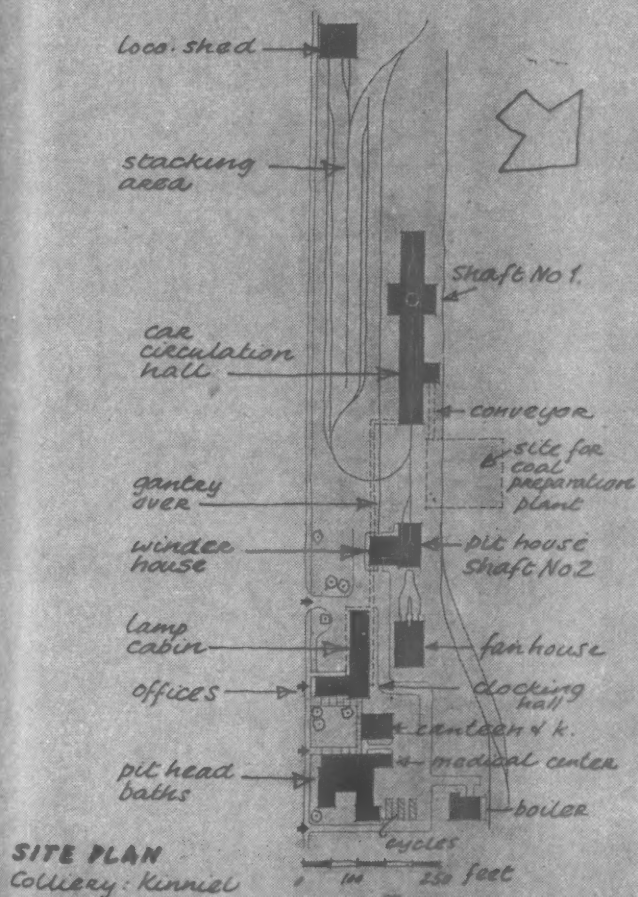 loco. shed
stacking
area
shaft No 1.
car
circulation
hall
conveyor
site for
coal
preparation
plant
gantry
over
winder
house
pit house
shaft No 2
lamp
cabin
fan house
offices
clocking
hall
canteen & k.
medical center
pit head
baths
boiler
cycles
SITE PLAN
Colliery: Kinniel
0 100 250 feet